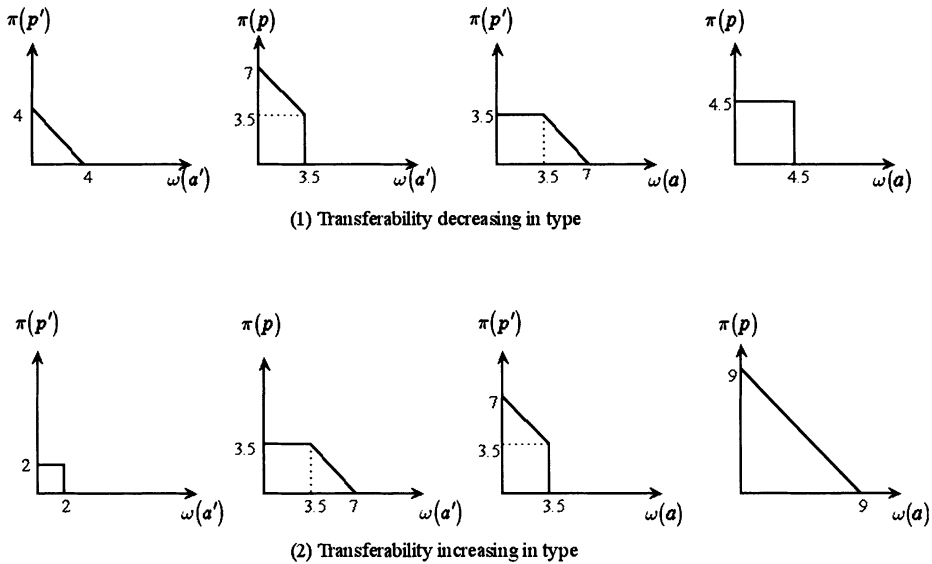 π(p′) π(p) π(p′) π(p)
4 7 3.5 3.5 4.5
4 ω(a′) 3.5 ω(a′) 3.5 7 ω(a) 4.5 ω(a)
(1) Transferability decreasing in type
π(p′) π(p) π(p′) π(p)
2 3.5 7 3.5 9
2 ω(a′) 3.5 7 ω(a′) 3.5 ω(a) 9 ω(a)
(2) Transferability increasing in type